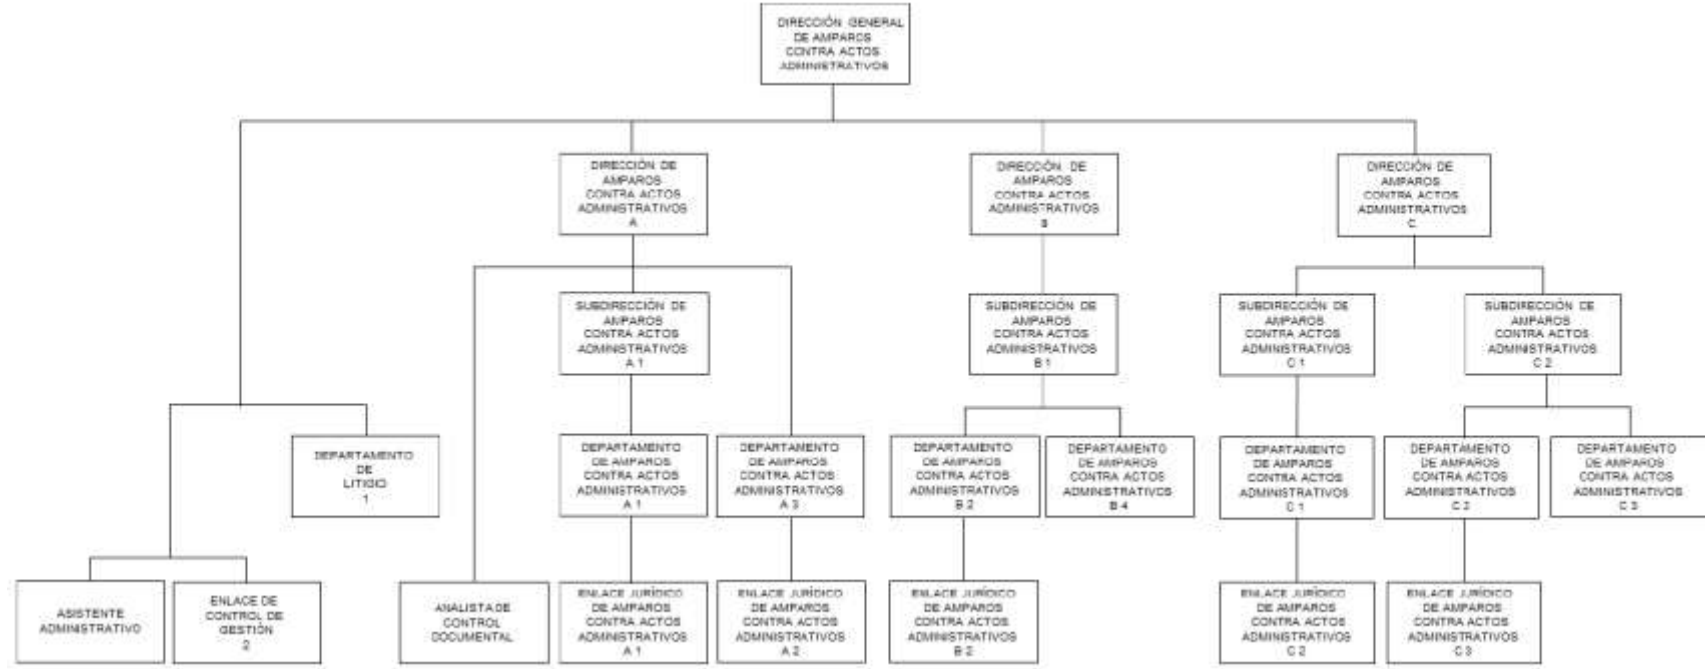 DIRECCIÓN GENERAL
DE AMPAROS
CONTRA ACTOS
ADMINISTRATIVOS
DIRECCIÓN DE
AMPAROS
CONTRA ACTOS
ADMINISTRATIVOS
A
DIRECCIÓN DE
AMPAROS
CONTRA ACTOS
ADMINISTRATIVOS
B
DIRECCIÓN DE
AMPAROS
CONTRA ACTOS
ADMINISTRATIVOS
C
SUBDIRECCIÓN DE
AMPAROS
CONTRA ACTOS
ADMINISTRATIVOS
A 1
SUBDIRECCIÓN DE
AMPAROS
CONTRA ACTOS
ADMINISTRATIVOS
B 1
SUBDIRECCIÓN DE
AMPAROS
CONTRA ACTOS
ADMINISTRATIVOS
C 1
SUBDIRECCIÓN DE
AMPAROS
CONTRA ACTOS
ADMINISTRATIVOS
C 2
DEPARTAMENTO
DE
LITIGIO
1
DEPARTAMENTO
DE AMPAROS
CONTRA ACTOS
ADMINISTRATIVOS
A 1
DEPARTAMENTO
DE AMPAROS
CONTRA ACTOS
ADMINISTRATIVOS
A 3
DEPARTAMENTO
DE AMPAROS
CONTRA ACTOS
ADMINISTRATIVOS
B 2
DEPARTAMENTO
DE AMPAROS
CONTRA ACTOS
ADMINISTRATIVOS
B 4
DEPARTAMENTO
DE AMPAROS
CONTRA ACTOS
ADMINISTRATIVOS
C 1
DEPARTAMENTO
DE AMPAROS
CONTRA ACTOS
ADMINISTRATIVOS
C 2
DEPARTAMENTO
DE AMPAROS
CONTRA ACTOS
ADMINISTRATIVOS
C 3
ASISTENTE
ADMINISTRATIVO
ENLACE DE
CONTROL DE
GESTIÓN
2
ANALISTA DE
CONTROL
DOCUMENTAL
ENLACE JURÍDICO
DE AMPAROS
CONTRA ACTOS
ADMINISTRATIVOS
A 1
ENLACE JURÍDICO
DE AMPAROS
CONTRA ACTOS
ADMINISTRATIVOS
A 2
ENLACE JURÍDICO
DE AMPAROS
CONTRA ACTOS
ADMINISTRATIVOS
B 2
ENLACE JURÍDICO
DE AMPAROS
CONTRA ACTOS
ADMINISTRATIVOS
C 2
ENLACE JURÍDICO
DE AMPAROS
CONTRA ACTOS
ADMINISTRATIVOS
C 3